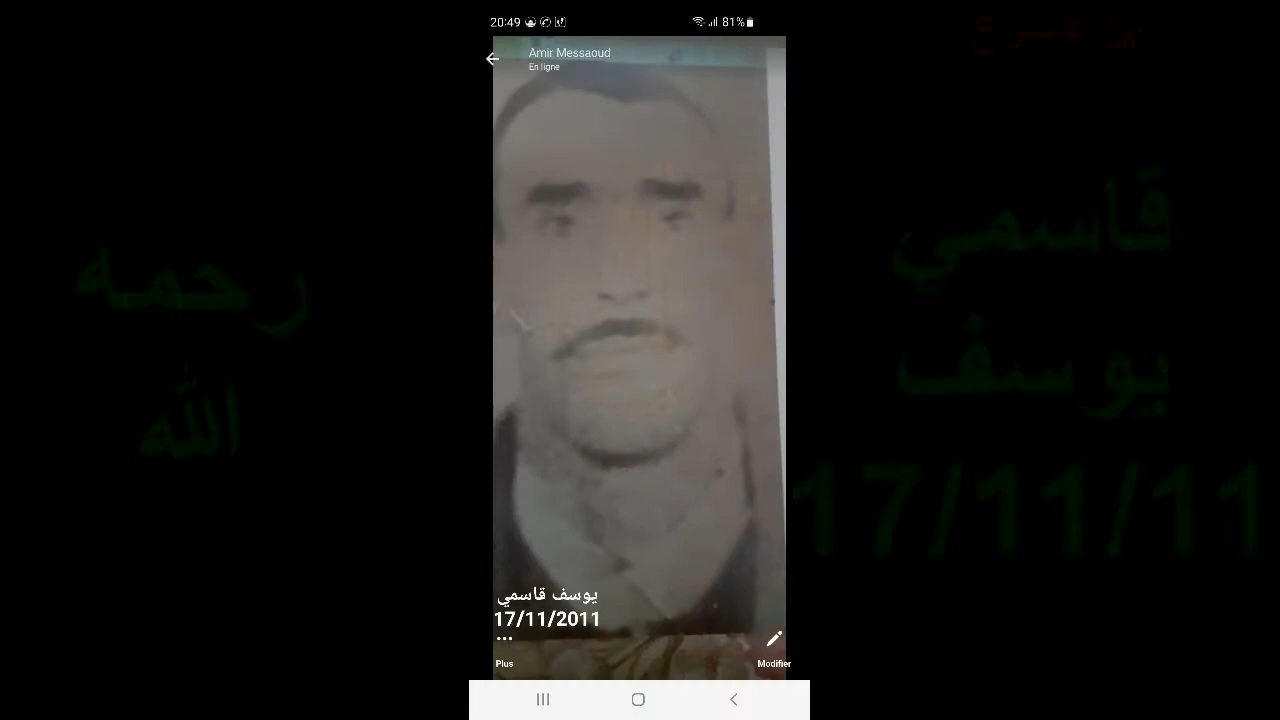 20:49
81%
Amir Messaoud
En ligne
رحمه
الله
قاسمي
يوسف
17/11/11
يوسف قاسمي
17/11/2011
Plus
Modifier